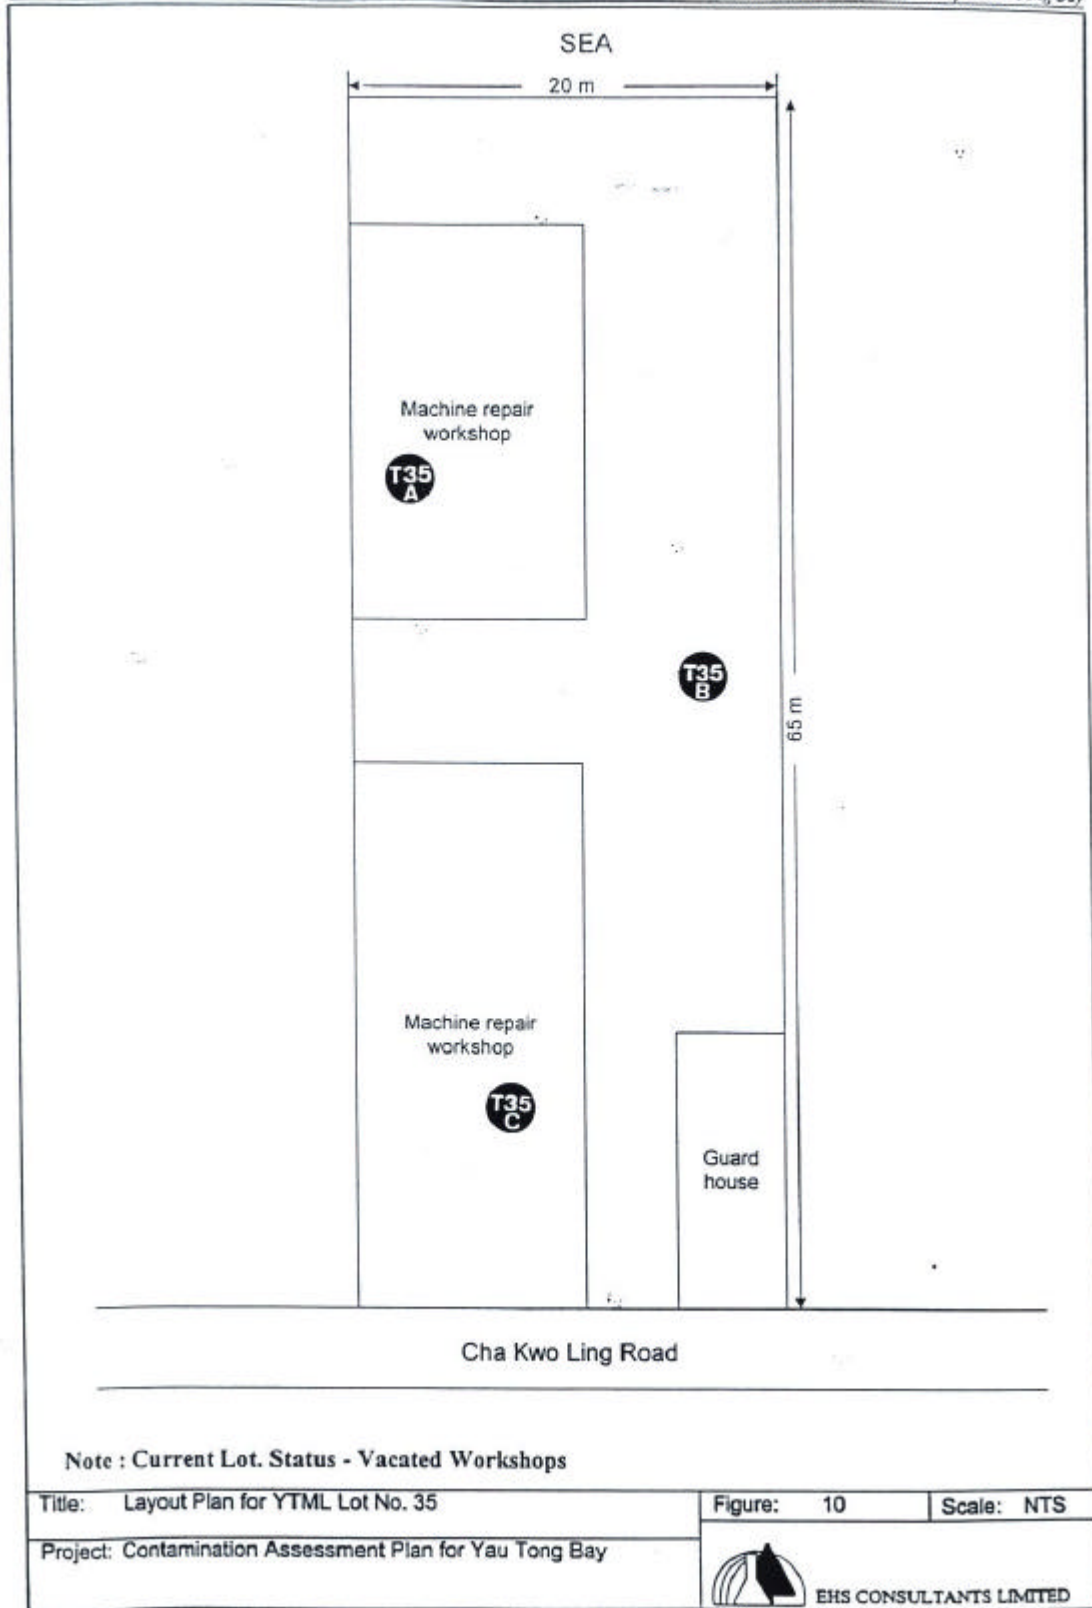 SEA
20 m
Machine repair
workshop
T35
A
T35
B
65 m
Machine repair
workshop
T35
C
Guard
house
Cha Kwo Ling Road
Note : Current Lot. Status - Vacated Workshops
Title: Layout Plan for YTML Lot No. 35
Figure: 10
Scale: NTS
Project: Contamination Assessment Plan for Yau Tong Bay
EHS CONSULTANTS LIMITED